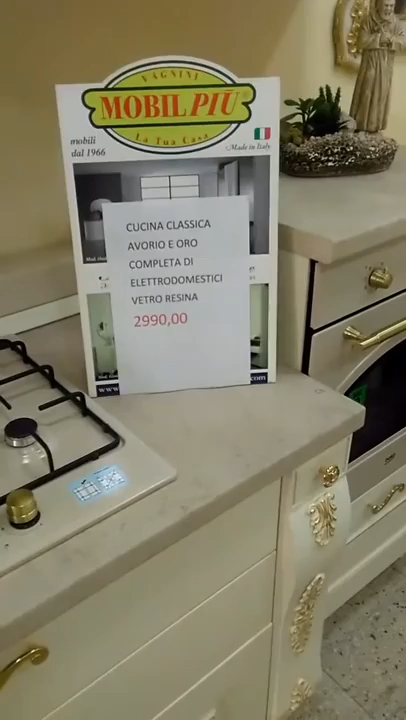 VAGNINI
MOBIL PIÙ
La Tua Casa
mobili
dal 1966
Made in Italy
CUCINA CLASSICA
AVORIO E ORO
COMPLETA DI
ELETTRODOMESTICI
VETRO RESINA
2990,00